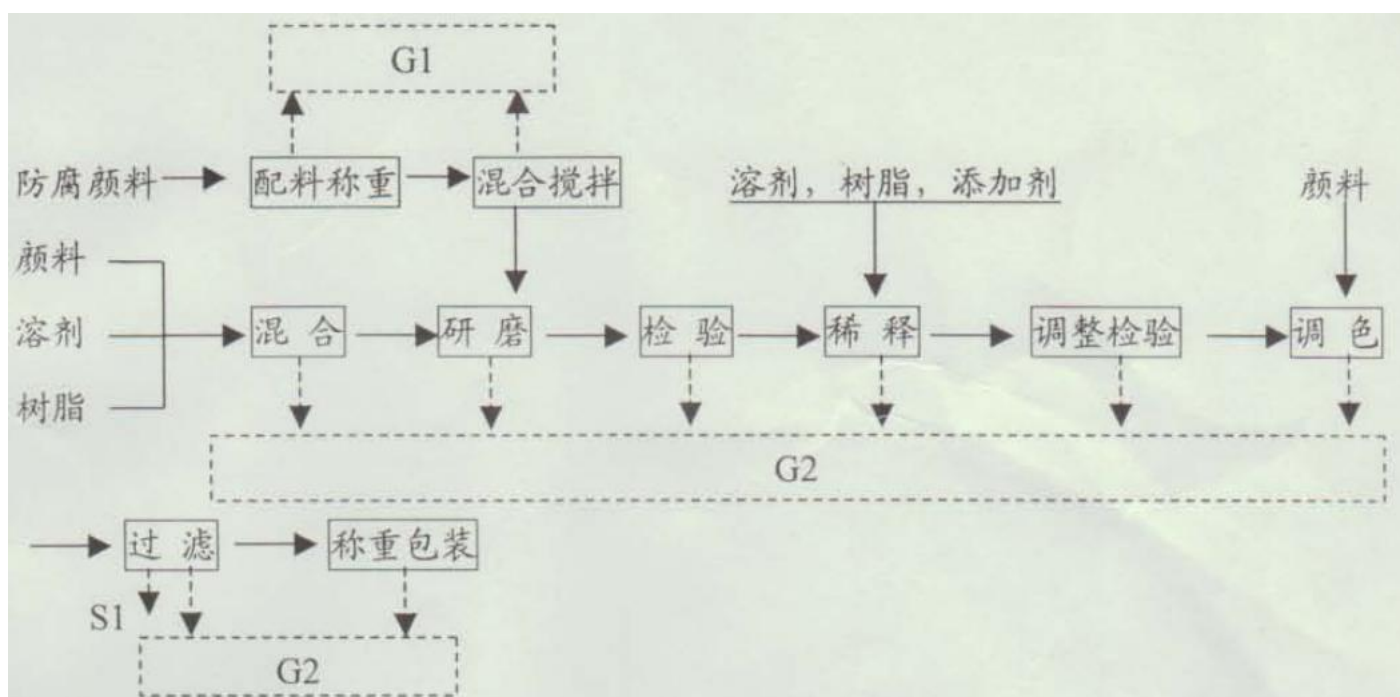 G1
防腐颜料 配料称重 混合搅拌 溶剂，树脂，添加剂 颜料
颜料
溶剂 混合 研磨 检验 稀释 调整检验 调色
树脂
G2
过滤 称重包装
S1
G2